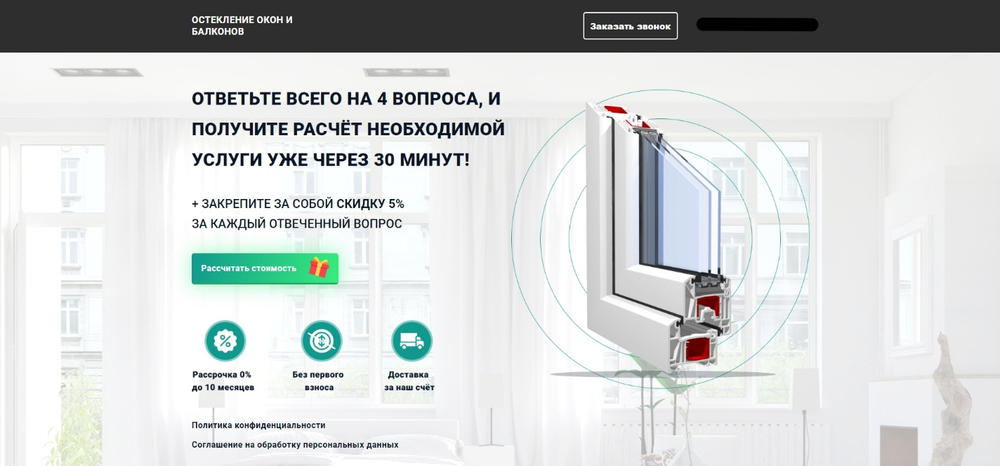 ОСТЕКЛЕНИЕ ОКОН И
БАЛКОНОВ
Заказать звонок
ОТВЕТЬТЕ ВСЕГО НА 4 ВОПРОСА, И
ПОЛУЧИТЕ РАСЧЁТ НЕОБХОДИМОЙ
УСЛУГИ УЖЕ ЧЕРЕЗ 30 МИНУТ!
+ ЗАКРЕПИТЕ ЗА СОБОЙ СКИДКУ 5%
ЗА КАЖДЫЙ ОТВЕЧЕННЫЙ ВОПРОС
Рассчитать стоимость
Рассрочка 0%
до 10 месяцев
Без первого
взноса
Доставка
за наш счёт
Политика конфиденциальности
Соглашение на обработку персональных данных